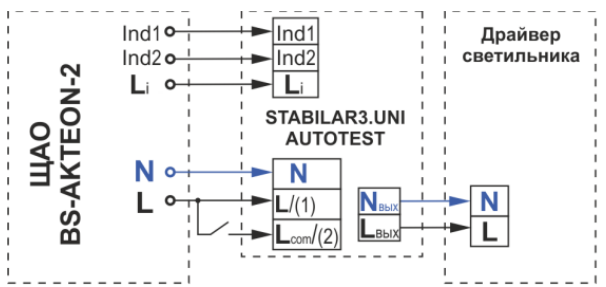 ЩАО
BS-AKTEON-2
Ind1
Ind2
Li
N
L
Ind1
Ind2
Li
STABILAR3.UNI
AUTOTEST
N
L/(1)
Lcom/(2)
Nвых
Lвых
Драйвер
светильника
N
L